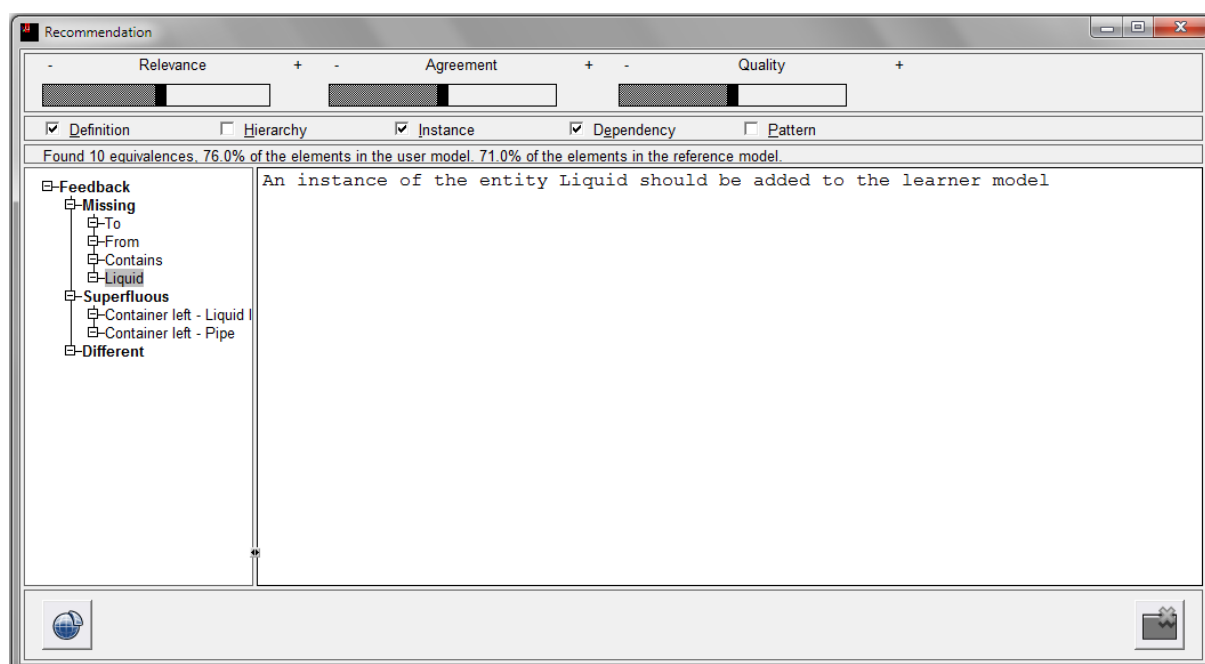 Recommendation
- Relevance + - Agreement + - Quality +
Definition Hierarchy Instance Dependency Pattern
Found 10 equivalences, 76.0% of the elements in the user model. 71.0% of the elements in the reference model.
Feedback
Missing
To
From
Contains
Liquid
Superfluous
Container left - Liquid l
Container left - Pipe
Different
An instance of the entity Liquid should be added to the learner model